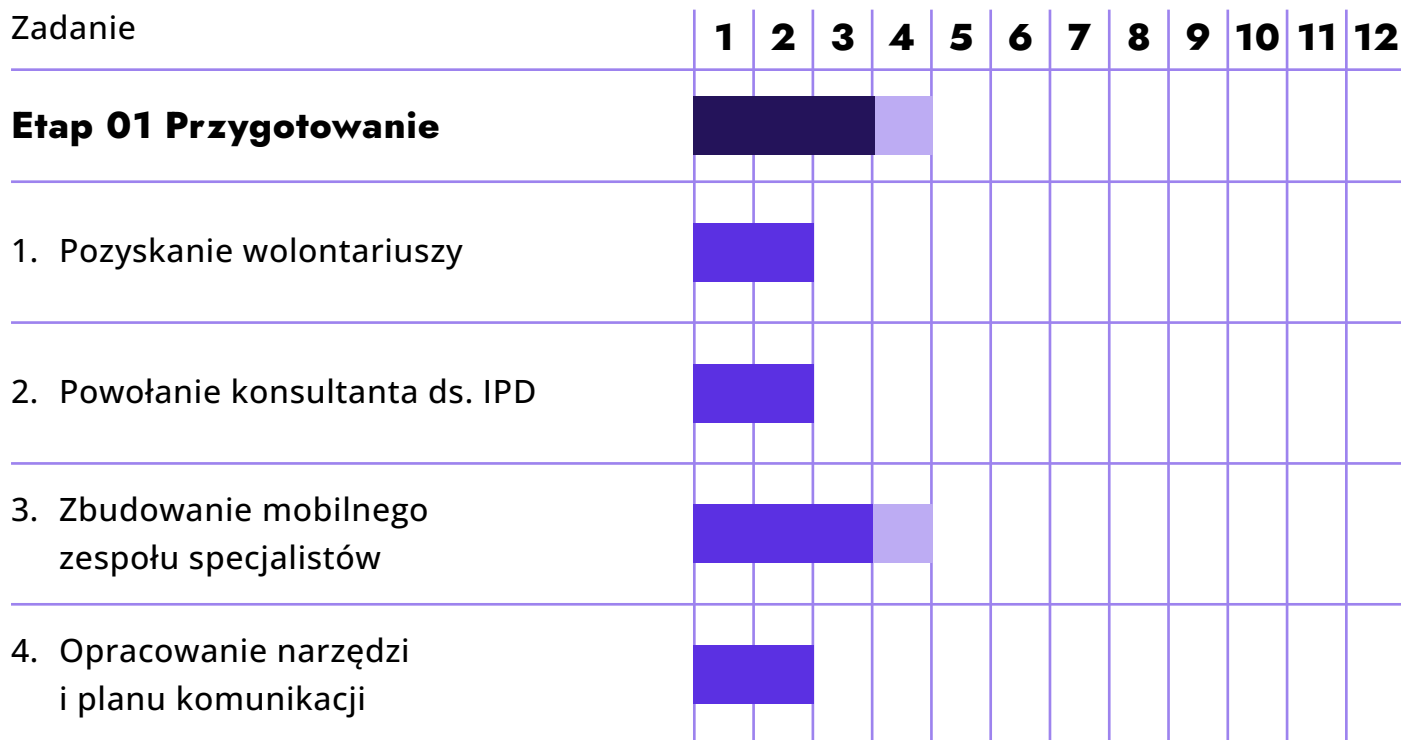 Zadanie 1 2 3 4 5 6 7 8 9 10 11 12
Etap 01 Przygotowanie
1. Pozyskanie wolontariuszy
2. Powołanie konsultanta ds. IPD
3. Zbudowanie mobilnego
zespołu specjalistów
4. Opracowanie narzędzi
i planu komunikacji